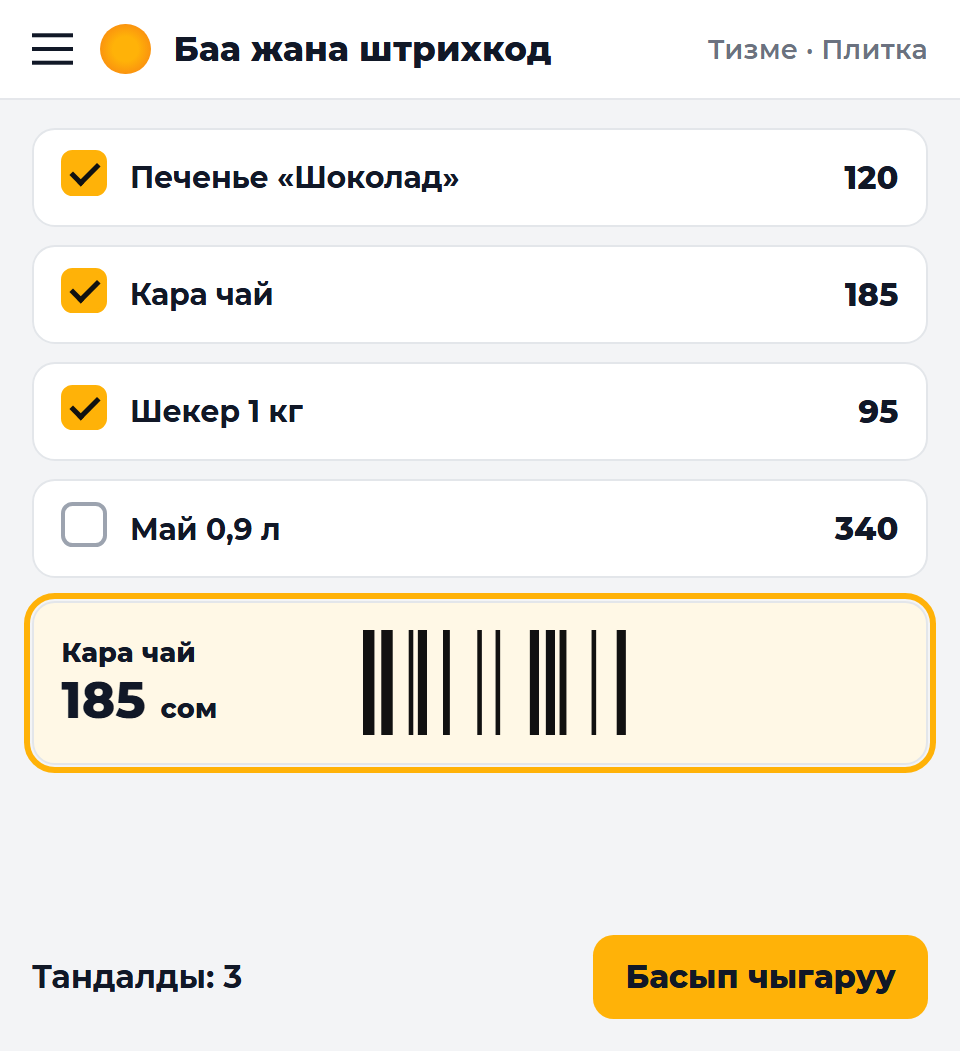 Баа жана штрихкод
Тизме · Плитка
Печенье «Шоколад» 120
Кара чай 185
Шекер 1 кг 95
Май 0,9 л 340
Кара чай
185 сом
Тандалды: 3
Басып чыгаруу